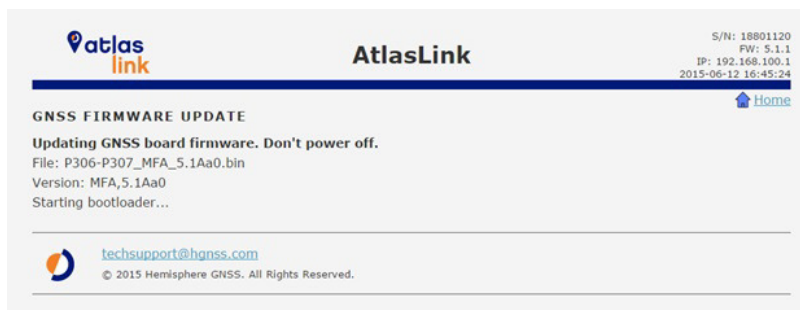 atlas
link
AtlasLink
S/N: 18801120
FW: 5.1.1
IP: 192.168.100.1
2015-06-12 16:45:24
Home
GNSS FIRMWARE UPDATE
Updating GNSS board firmware. Don't power off.
File: P306-P307_MFA_5.1Aa0.bin
Version: MFA,5.1Aa0
Starting bootloader...
techsupport@hgnss.com
© 2015 Hemisphere GNSS. All Rights Reserved.